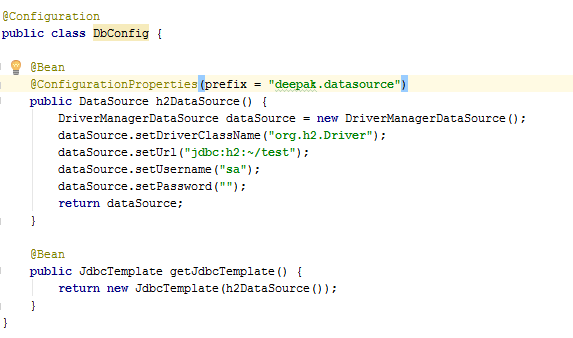 @Configuration
public class DbConfig {
@Bean
@ConfigurationProperties(prefix = "deepak.datasource")
public DataSource h2DataSource() {
DriverManagerDataSource dataSource = new DriverManagerDataSource();
dataSource.setDriverClassName("org.h2.Driver");
dataSource.setUrl("jdbc:h2:~/test");
dataSource.setUsername("sa");
dataSource.setPassword("");
return dataSource;
}
@Bean
public JdbcTemplate getJdbcTemplate() {
return new JdbcTemplate(h2DataSource());
}
}